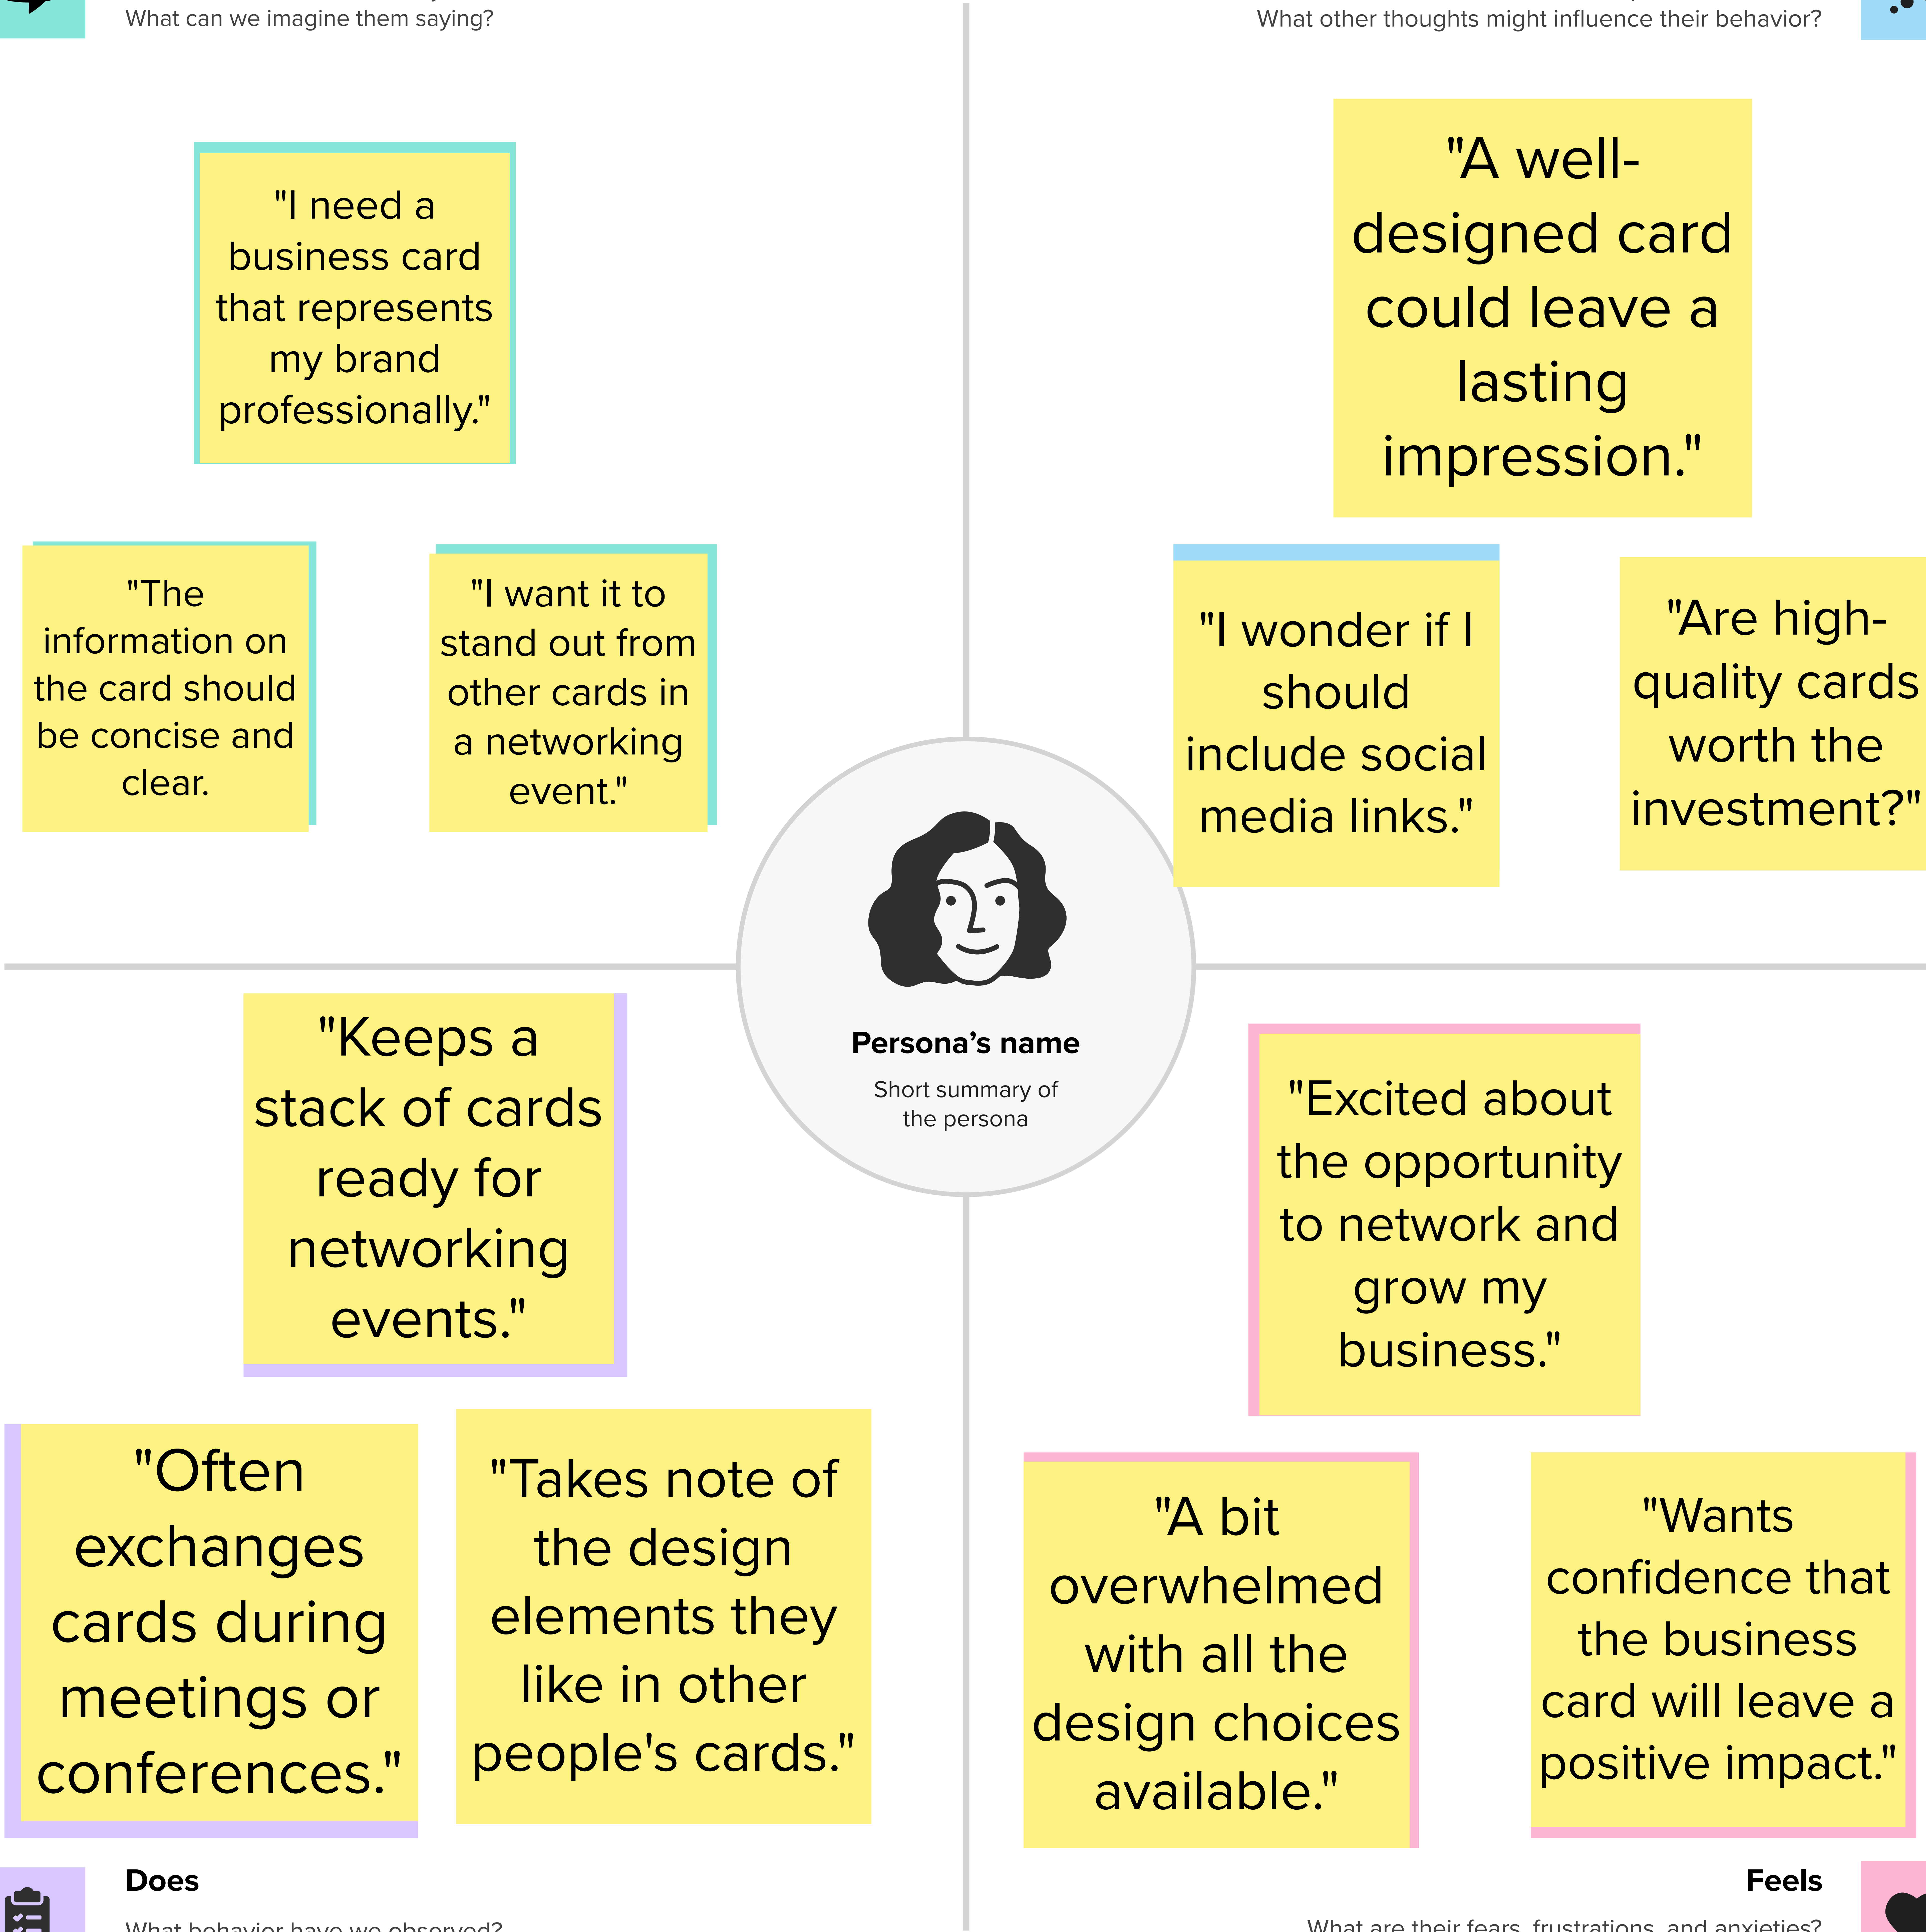 What can we imagine them saying?
What other thoughts might influence their behavior?
"I need a
business card
that represents
my brand
professionally."
"The
information on
the card should
be concise and
clear.
"I want it to
stand out from
other cards in
a networking
event."
"A well-
designed card
could leave a
lasting
impression."
"I wonder if I
should
include social
media links."
"Are high-
quality cards
worth the
investment?"
Persona's name
Short summary of
the persona
"Keeps a
stack of cards
ready for
networking
events."
"Often
exchanges
cards during
meetings or
conferences."
"Takes note of
the design
elements they
like in other
people's cards."
"Excited about
the opportunity
to network and
grow my
business."
"A bit
overwhelmed
with all the
design choices
available."
"Wants
confidence that
the business
card will leave a
positive impact."
Does
What behavior have we observed?
Feels
What are their fears, frustrations, and anxieties?